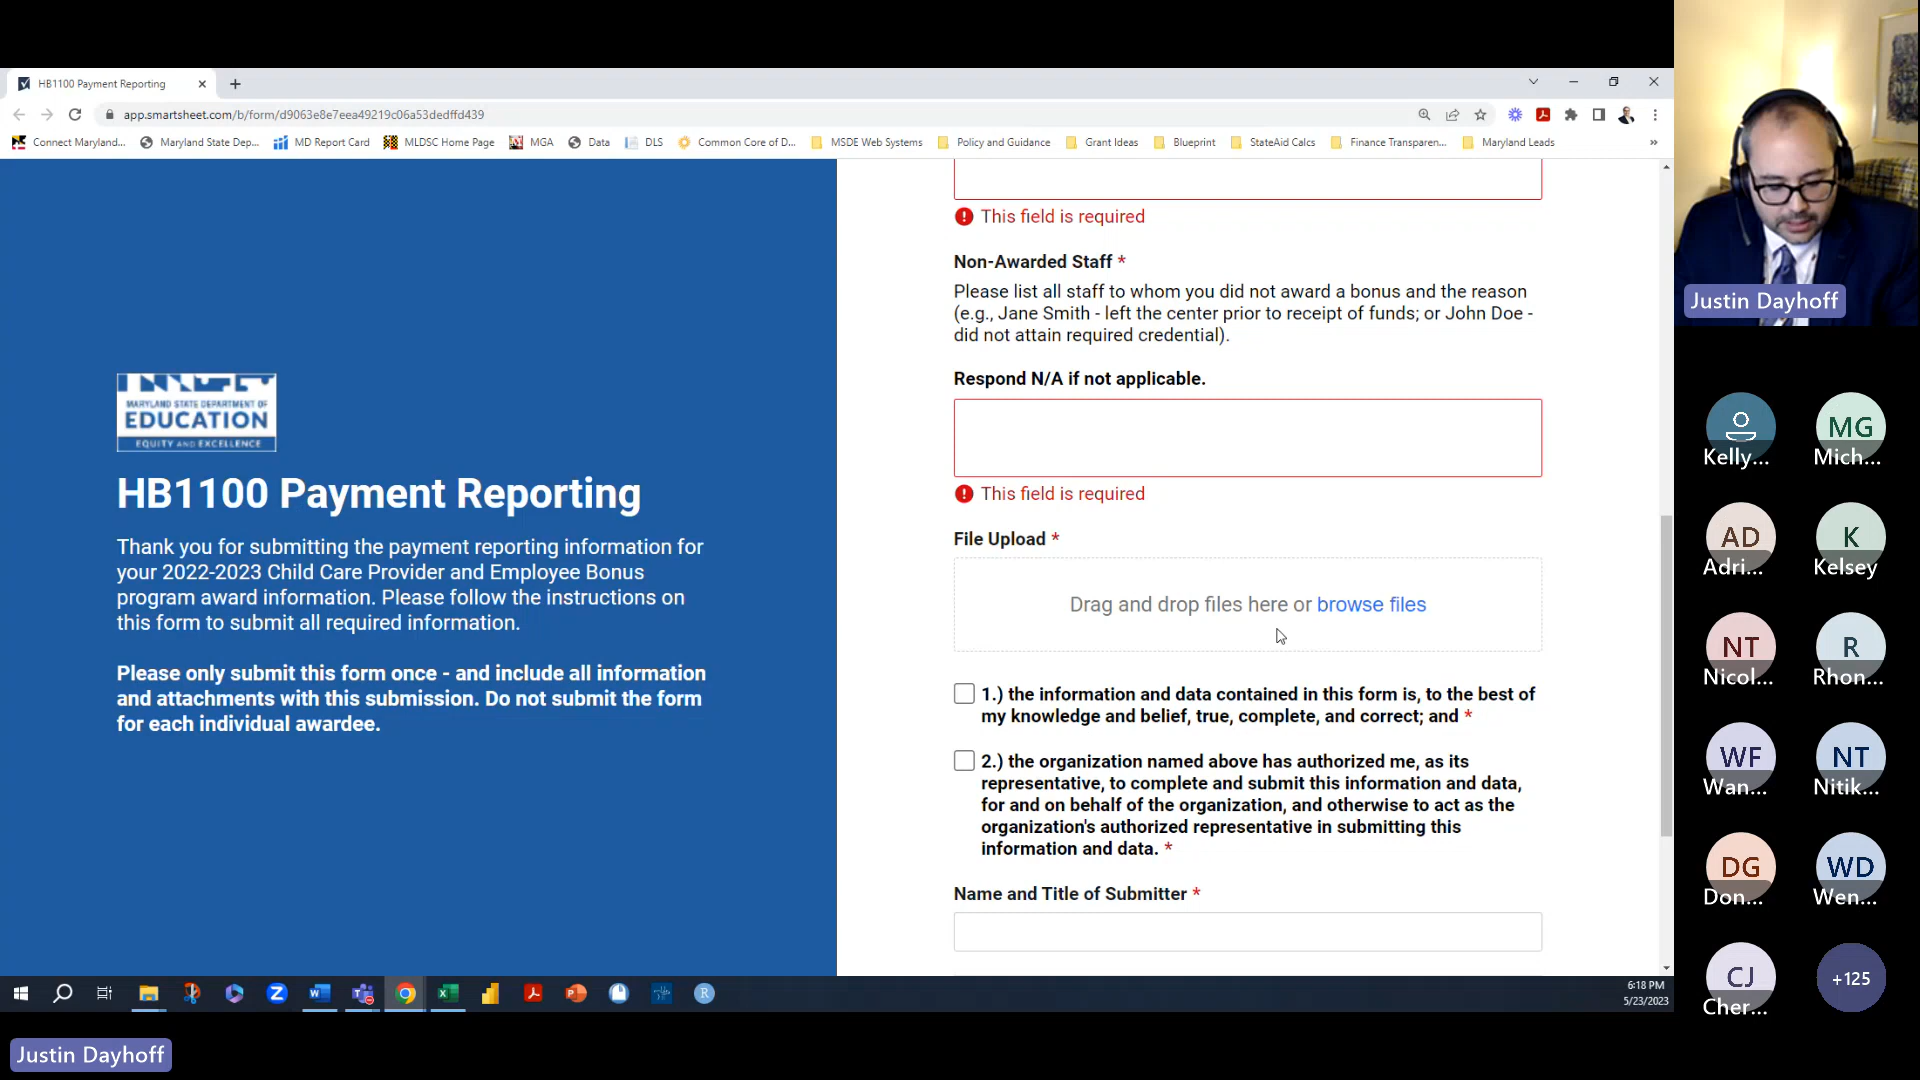 HB1100 Payment Reporting
app.smartsheet.com/b/form/d9063e8e7eea49219c06a53dedffd439
Connect Maryland...
Maryland State Dep...
MD Report Card
MLDSC Home Page
MGA
Data
DLS
Common Core of D...
MSDE Web Systems
Policy and Guidance
Grant Ideas
Blueprint
StateAid Calcs
Finance Transparen...
Maryland Leads
»
MARYLAND STATE DEPARTMENT OF
EDUCATION
EQUITY AND EXCELLENCE
HB1100 Payment Reporting
Thank you for submitting the payment reporting information for
your 2022-2023 Child Care Provider and Employee Bonus
program award information. Please follow the instructions on
this form to submit all required information.
Please only submit this form once - and include all information
and attachments with this submission. Do not submit the form
for each individual awardee.
This field is required
Non-Awarded Staff *
Please list all staff to whom you did not award a bonus and the reason
(e.g., Jane Smith - left the center prior to receipt of funds; or John Doe -
did not attain required credential).
Respond N/A if not applicable.
This field is required
File Upload *
Drag and drop files here or browse files
1.) the information and data contained in this form is, to the best of
my knowledge and belief, true, complete, and correct; and *
2.) the organization named above has authorized me, as its
representative, to complete and submit this information and data,
for and on behalf of the organization, and otherwise to act as the
organization's authorized representative in submitting this
information and data. *
Name and Title of Submitter *
6:18 PM
5/23/2023
Justin Dayhoff
Kelly...
MG
Mich...
AD
Adri...
K
Kelsey
NT
Nicol...
R
Rhon...
WF
Wan...
NT
Nitik...
DG
Don...
WD
Wen...
CJ
Cher...
+125
Justin Dayhoff